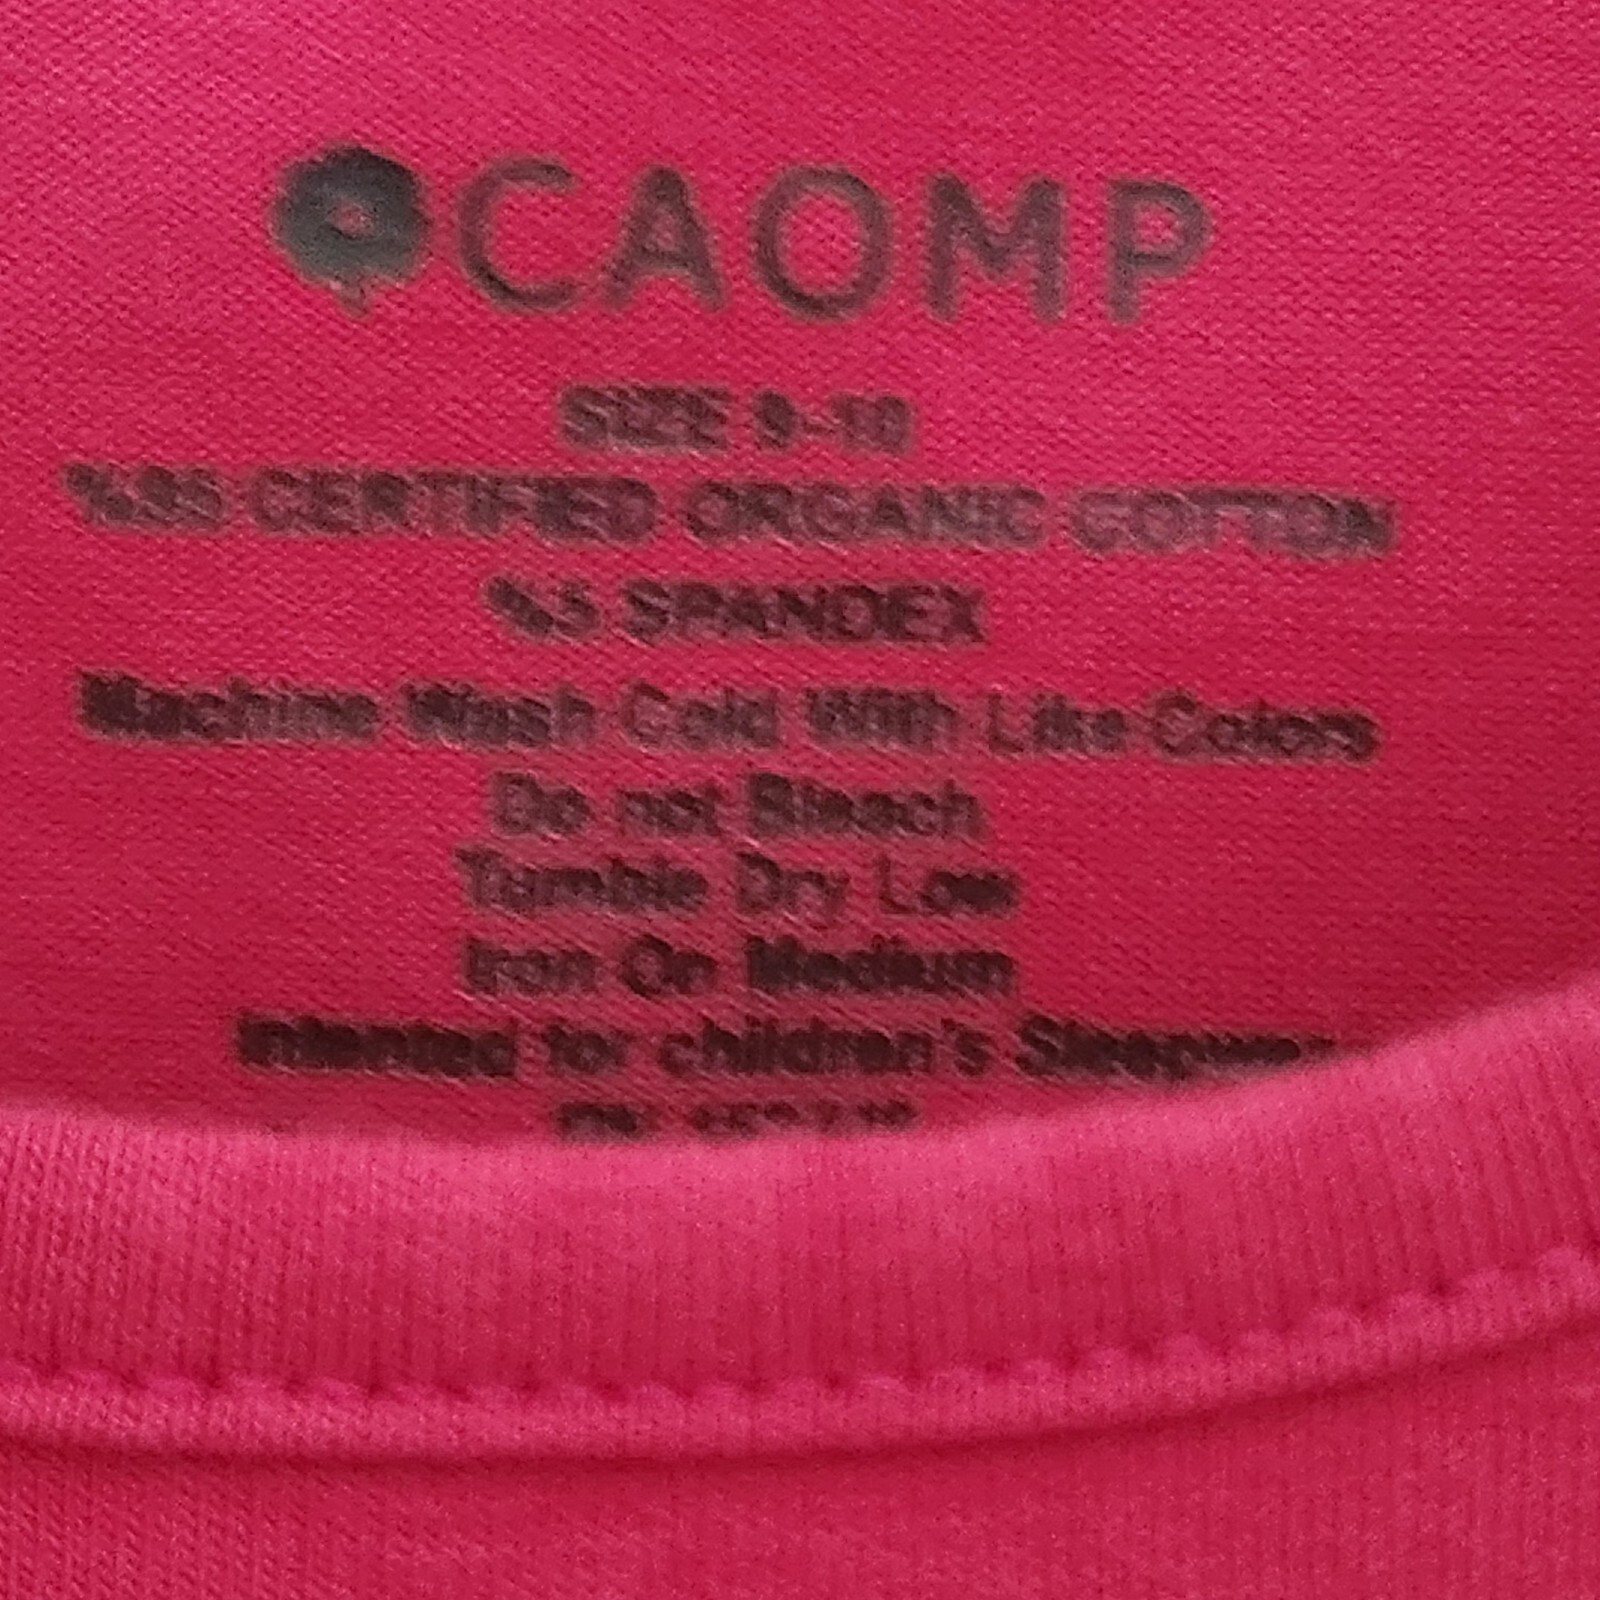 CAOMP
SIZE 9-10
%95 CERTIFIED ORGANIC COTTON
%5 SPANDEX
Machine Wash Cold With Like Colors
Do not Bleach
Tumble Dry Low
Iron On Medium
Intented for children's Sleepwear